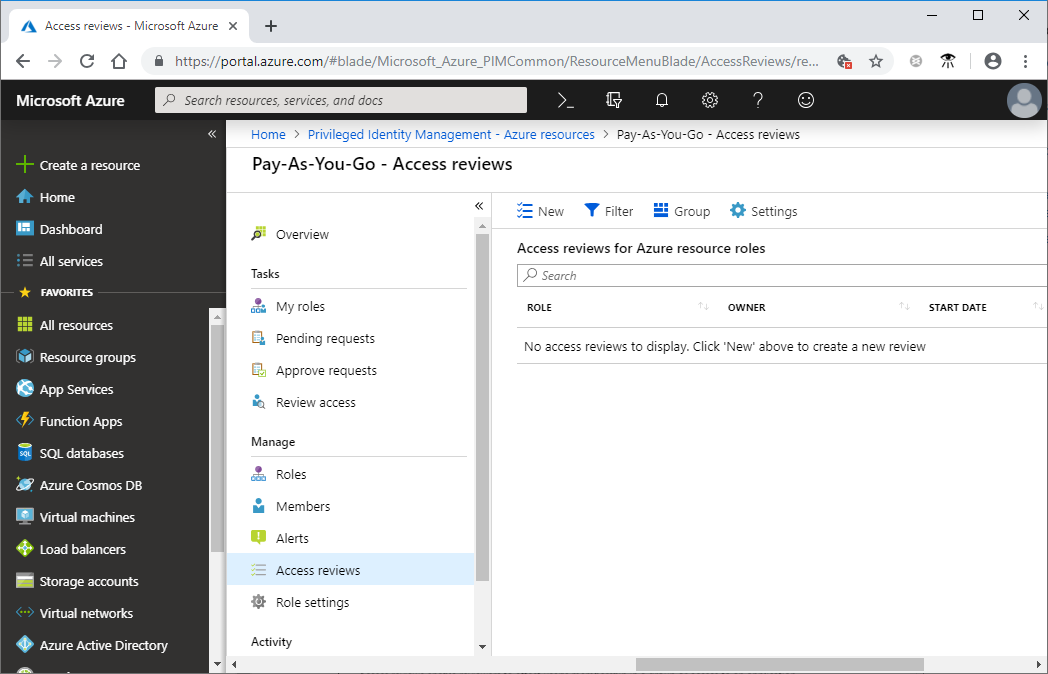 Access reviews - Microsoft Azure
https://portal.azure.com/#blade/Microsoft_Azure_PIMCommon/ResourceMenuBlade/AccessReviews/re...
Microsoft Azure
Search resources, services, and docs
Create a resource
Home
Dashboard
All services
FAVORITES
All resources
Resource groups
App Services
Function Apps
SQL databases
Azure Cosmos DB
Virtual machines
Load balancers
Storage accounts
Virtual networks
Azure Active Directory
Home > Privileged Identity Management - Azure resources > Pay-As-You-Go - Access reviews
Pay-As-You-Go - Access reviews
Overview
Tasks
My roles
Pending requests
Approve requests
Review access
Manage
Roles
Members
Alerts
Access reviews
Role settings
Activity
New Filter Group Settings
Access reviews for Azure resource roles
Search
ROLE OWNER START DATE
No access reviews to display. Click 'New' above to create a new review